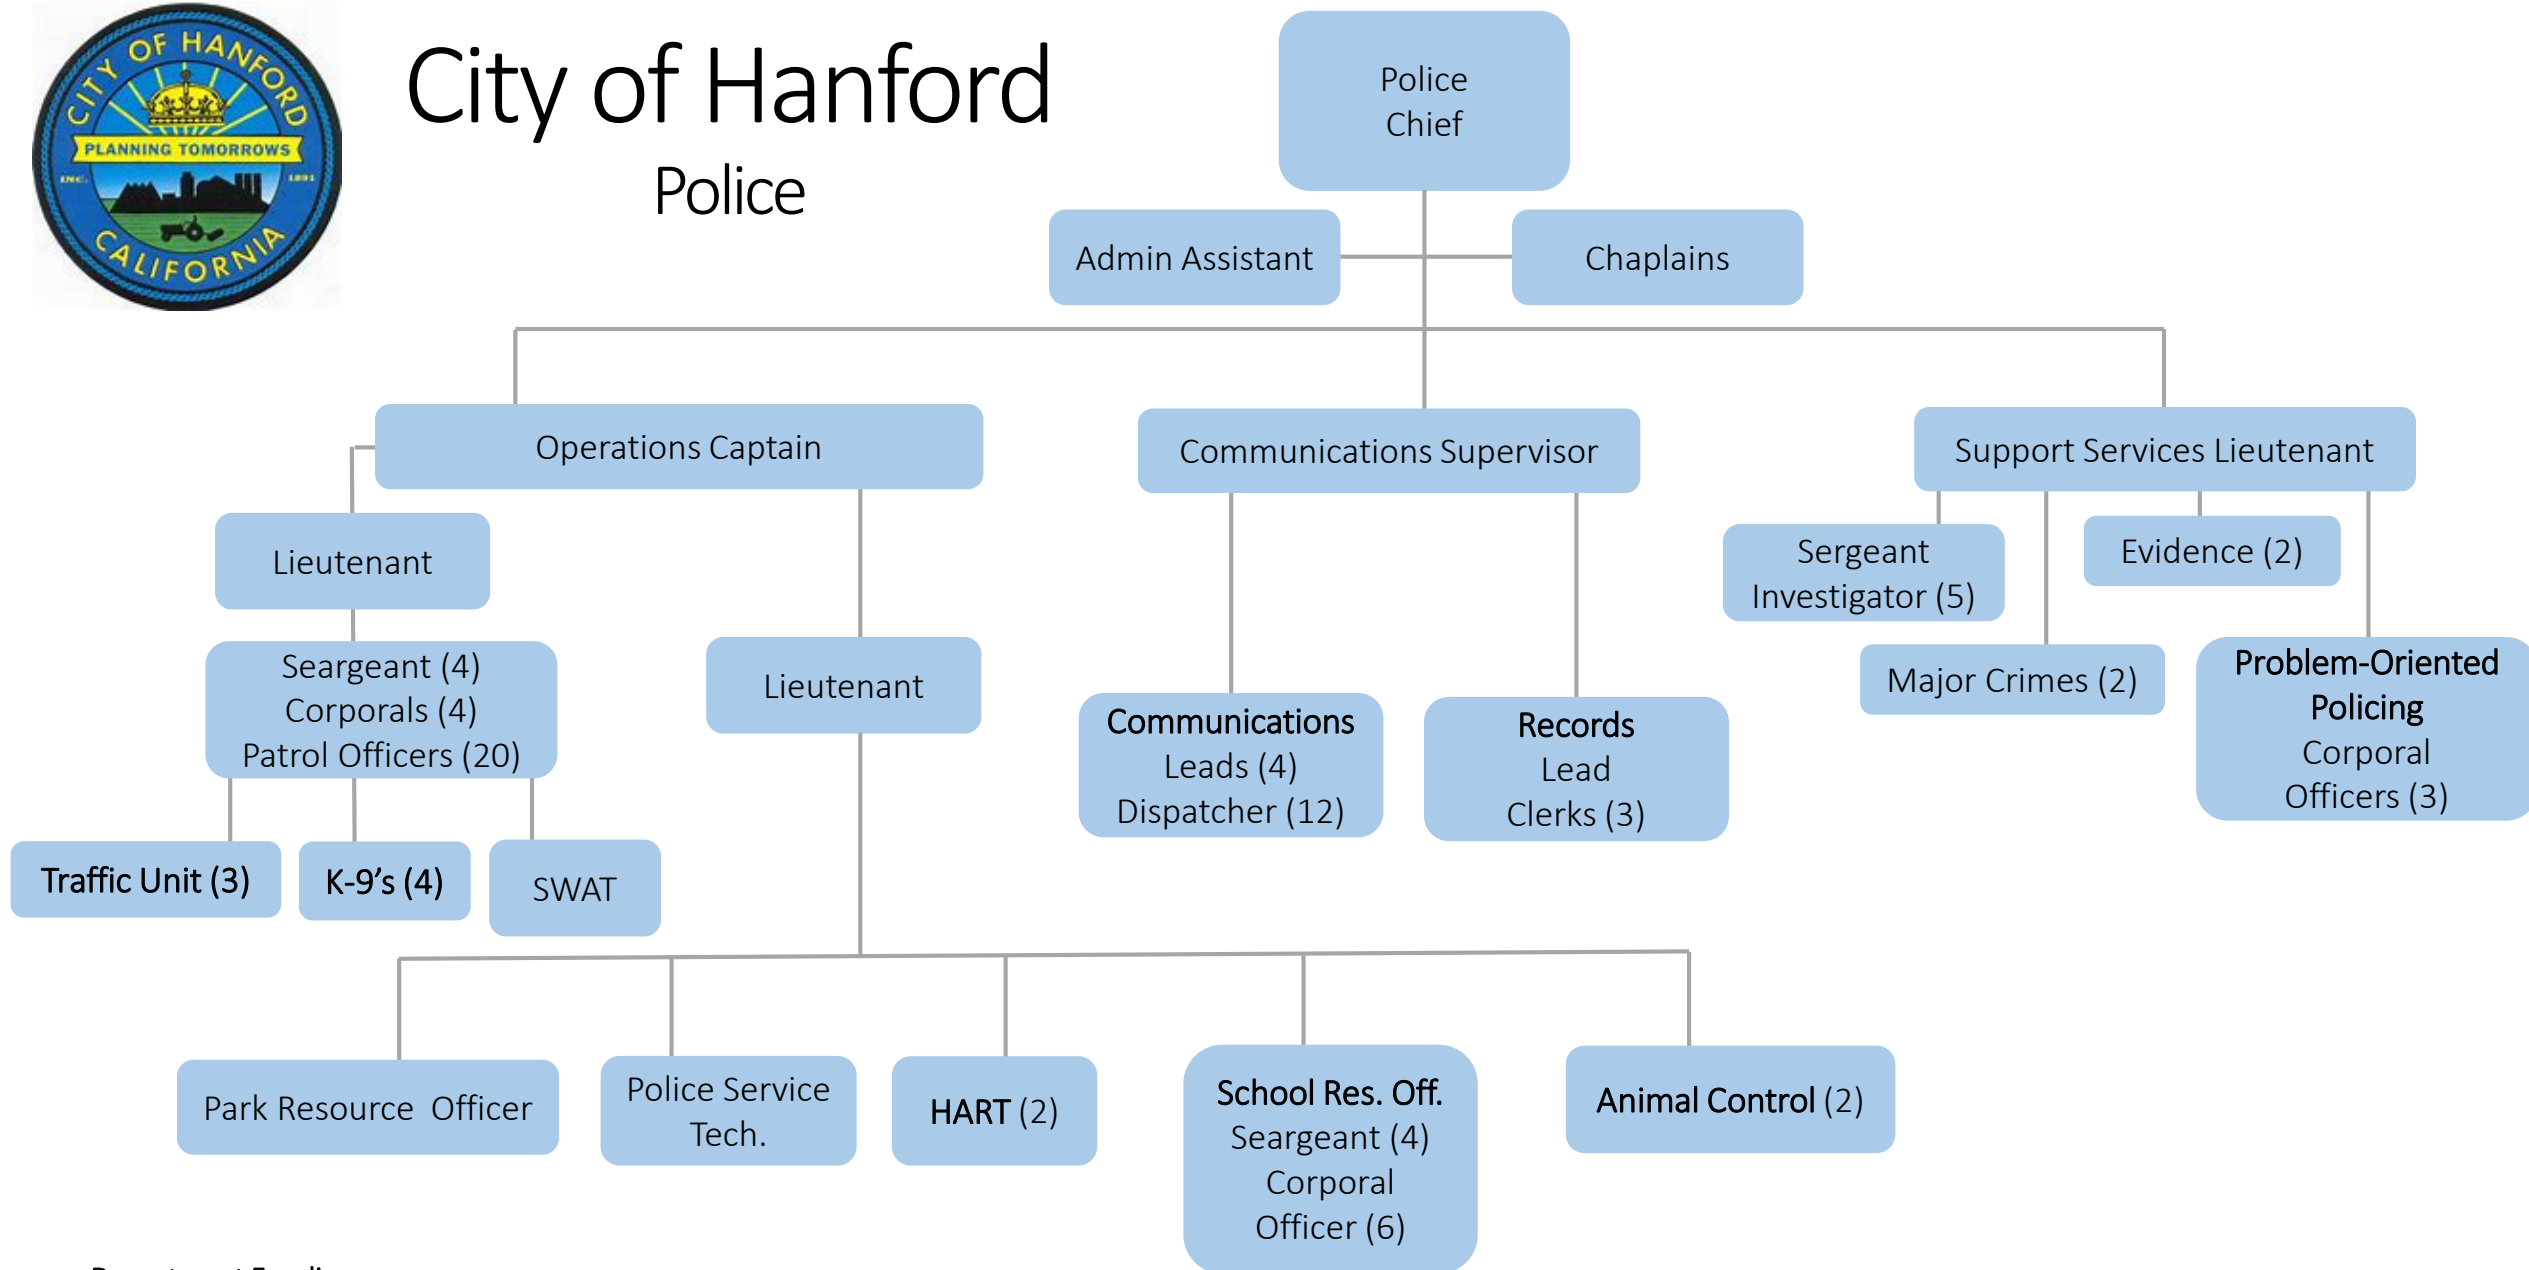 CITY OF HANFORD
PLANNING TOMORROWS
INC. 1891
CALIFORNIA
City of Hanford
Police
Police
Chief
Admin Assistant
Chaplains
Operations Captain
Communications Supervisor
Support Services Lieutenant
Lieutenant
Sergeant
Investigator (5)
Evidence (2)
Seargeant (4)
Corporals (4)
Patrol Officers (20)
Lieutenant
Major Crimes (2)
Problem-Oriented
Policing
Corporal
Officers (3)
Communications
Leads (4)
Dispatcher (12)
Records
Lead
Clerks (3)
Traffic Unit (3)
K-9’s (4)
SWAT
Park Resource  Officer
Police Service
Tech.
HART (2)
School Res. Off.
Seargeant (4)
Corporal
Officer (6)
Animal Control (2)